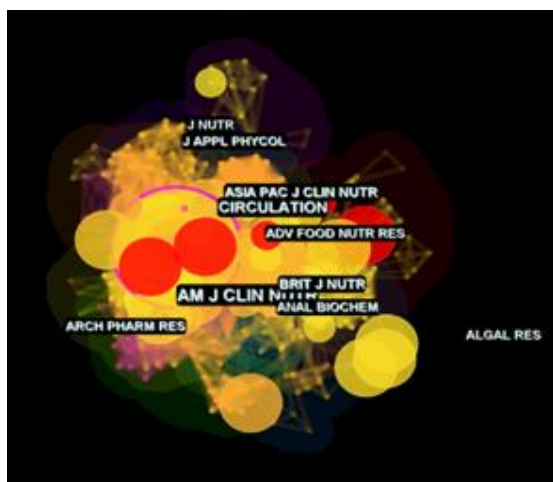 J NUTR
J APPL PHYCOL
ASIA PAC J CLIN NUTR
CIRCULATION
ADV FOOD NUTR RES
BRIT J NUTR
AM J CLIN NUTR
ANAL BIOCHEM
ARCH PHARM RES
ALGAL RES